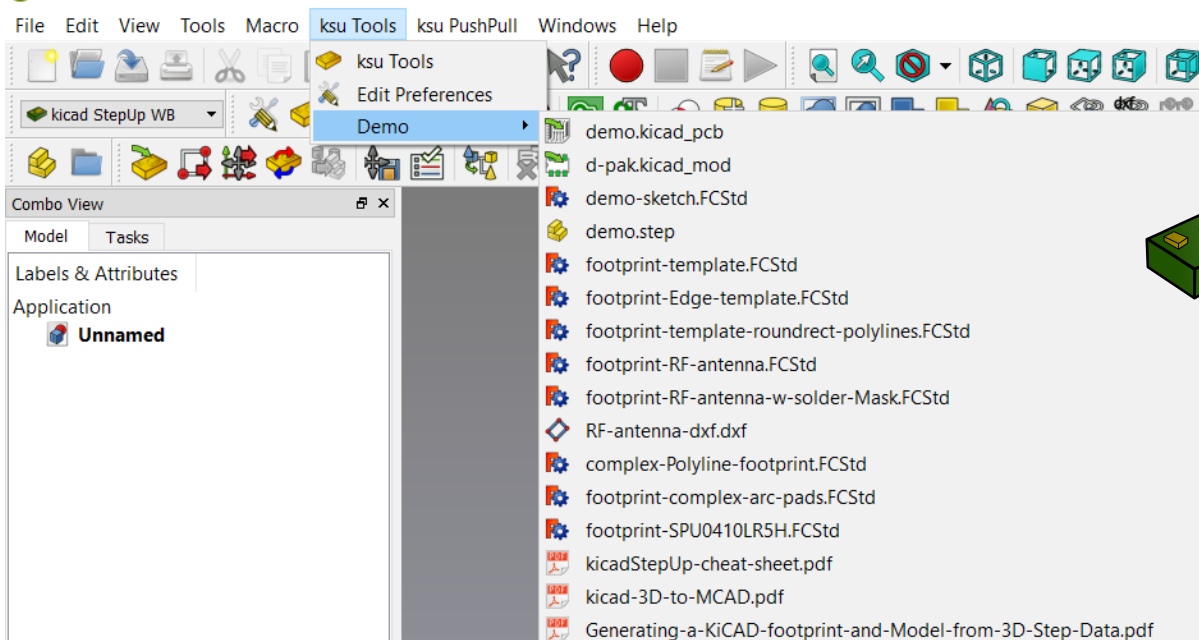 File Edit View Tools Macro ksu Tools ksu PushPull Windows Help
ksu Tools
Edit Preferences
Demo
kicad StepUp WB
demo.kicad_pcb
d-pak.kicad_mod
demo-sketch.FCStd
demo.step
footprint-template.FCStd
footprint-Edge-template.FCStd
footprint-template-roundrect-polylines.FCStd
footprint-RF-antenna.FCStd
footprint-RF-antenna-w-solder-Mask.FCStd
RF-antenna-dxf.dxf
complex-Polyline-footprint.FCStd
footprint-complex-arc-pads.FCStd
footprint-SPU0410LR5H.FCStd
kicadStepUp-cheat-sheet.pdf
kicad-3D-to-MCAD.pdf
Generating-a-KiCAD-footprint-and-Model-from-3D-Step-Data.pdf
Combo View
Model Tasks
Labels & Attributes
Application
Unnamed